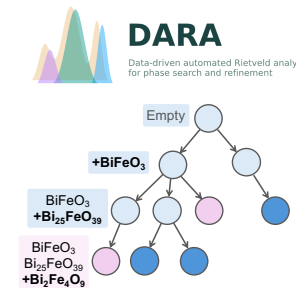 DARA
Data-driven automated Rietveld analy
for phase search and refinement
Empty
+BiFeO₃
BiFeO₃
+Bi₂₅FeO₃₉
BiFeO₃
Bi₂₅FeO₃₉
+Bi₂Fe₄O₉